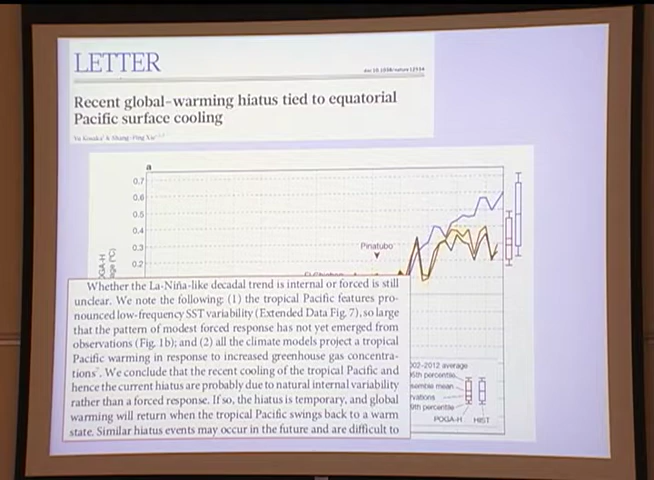 LETTER
Recent global-warming hiatus tied to equatorial
Pacific surface cooling
a
0.7
0.6
0.5
0.4
0.3
0.2
Pinatubo
Whether the La-Niña-like decadal trend is internal or forced is still
unclear. We note the following: (1) the tropical Pacific features pro-
nounced low-frequency SST variability (Extended Data Fig. 7), so large
that the pattern of modest forced response has not yet emerged from
observations (Fig. 1b); and (2) all the climate models project a tropical
Pacific warming in response to increased greenhouse gas concentra-
tions. We conclude that the recent cooling of the tropical Pacific and
hence the current hiatus are probably due to natural internal variability
rather than a forced response. If so, the hiatus is temporary, and global
warming will return when the tropical Pacific swings back to a warm
state. Similar hiatus events may occur in the future and are difficult to
02-2012 average
percentile
mean
percentile
POGA-H HIST